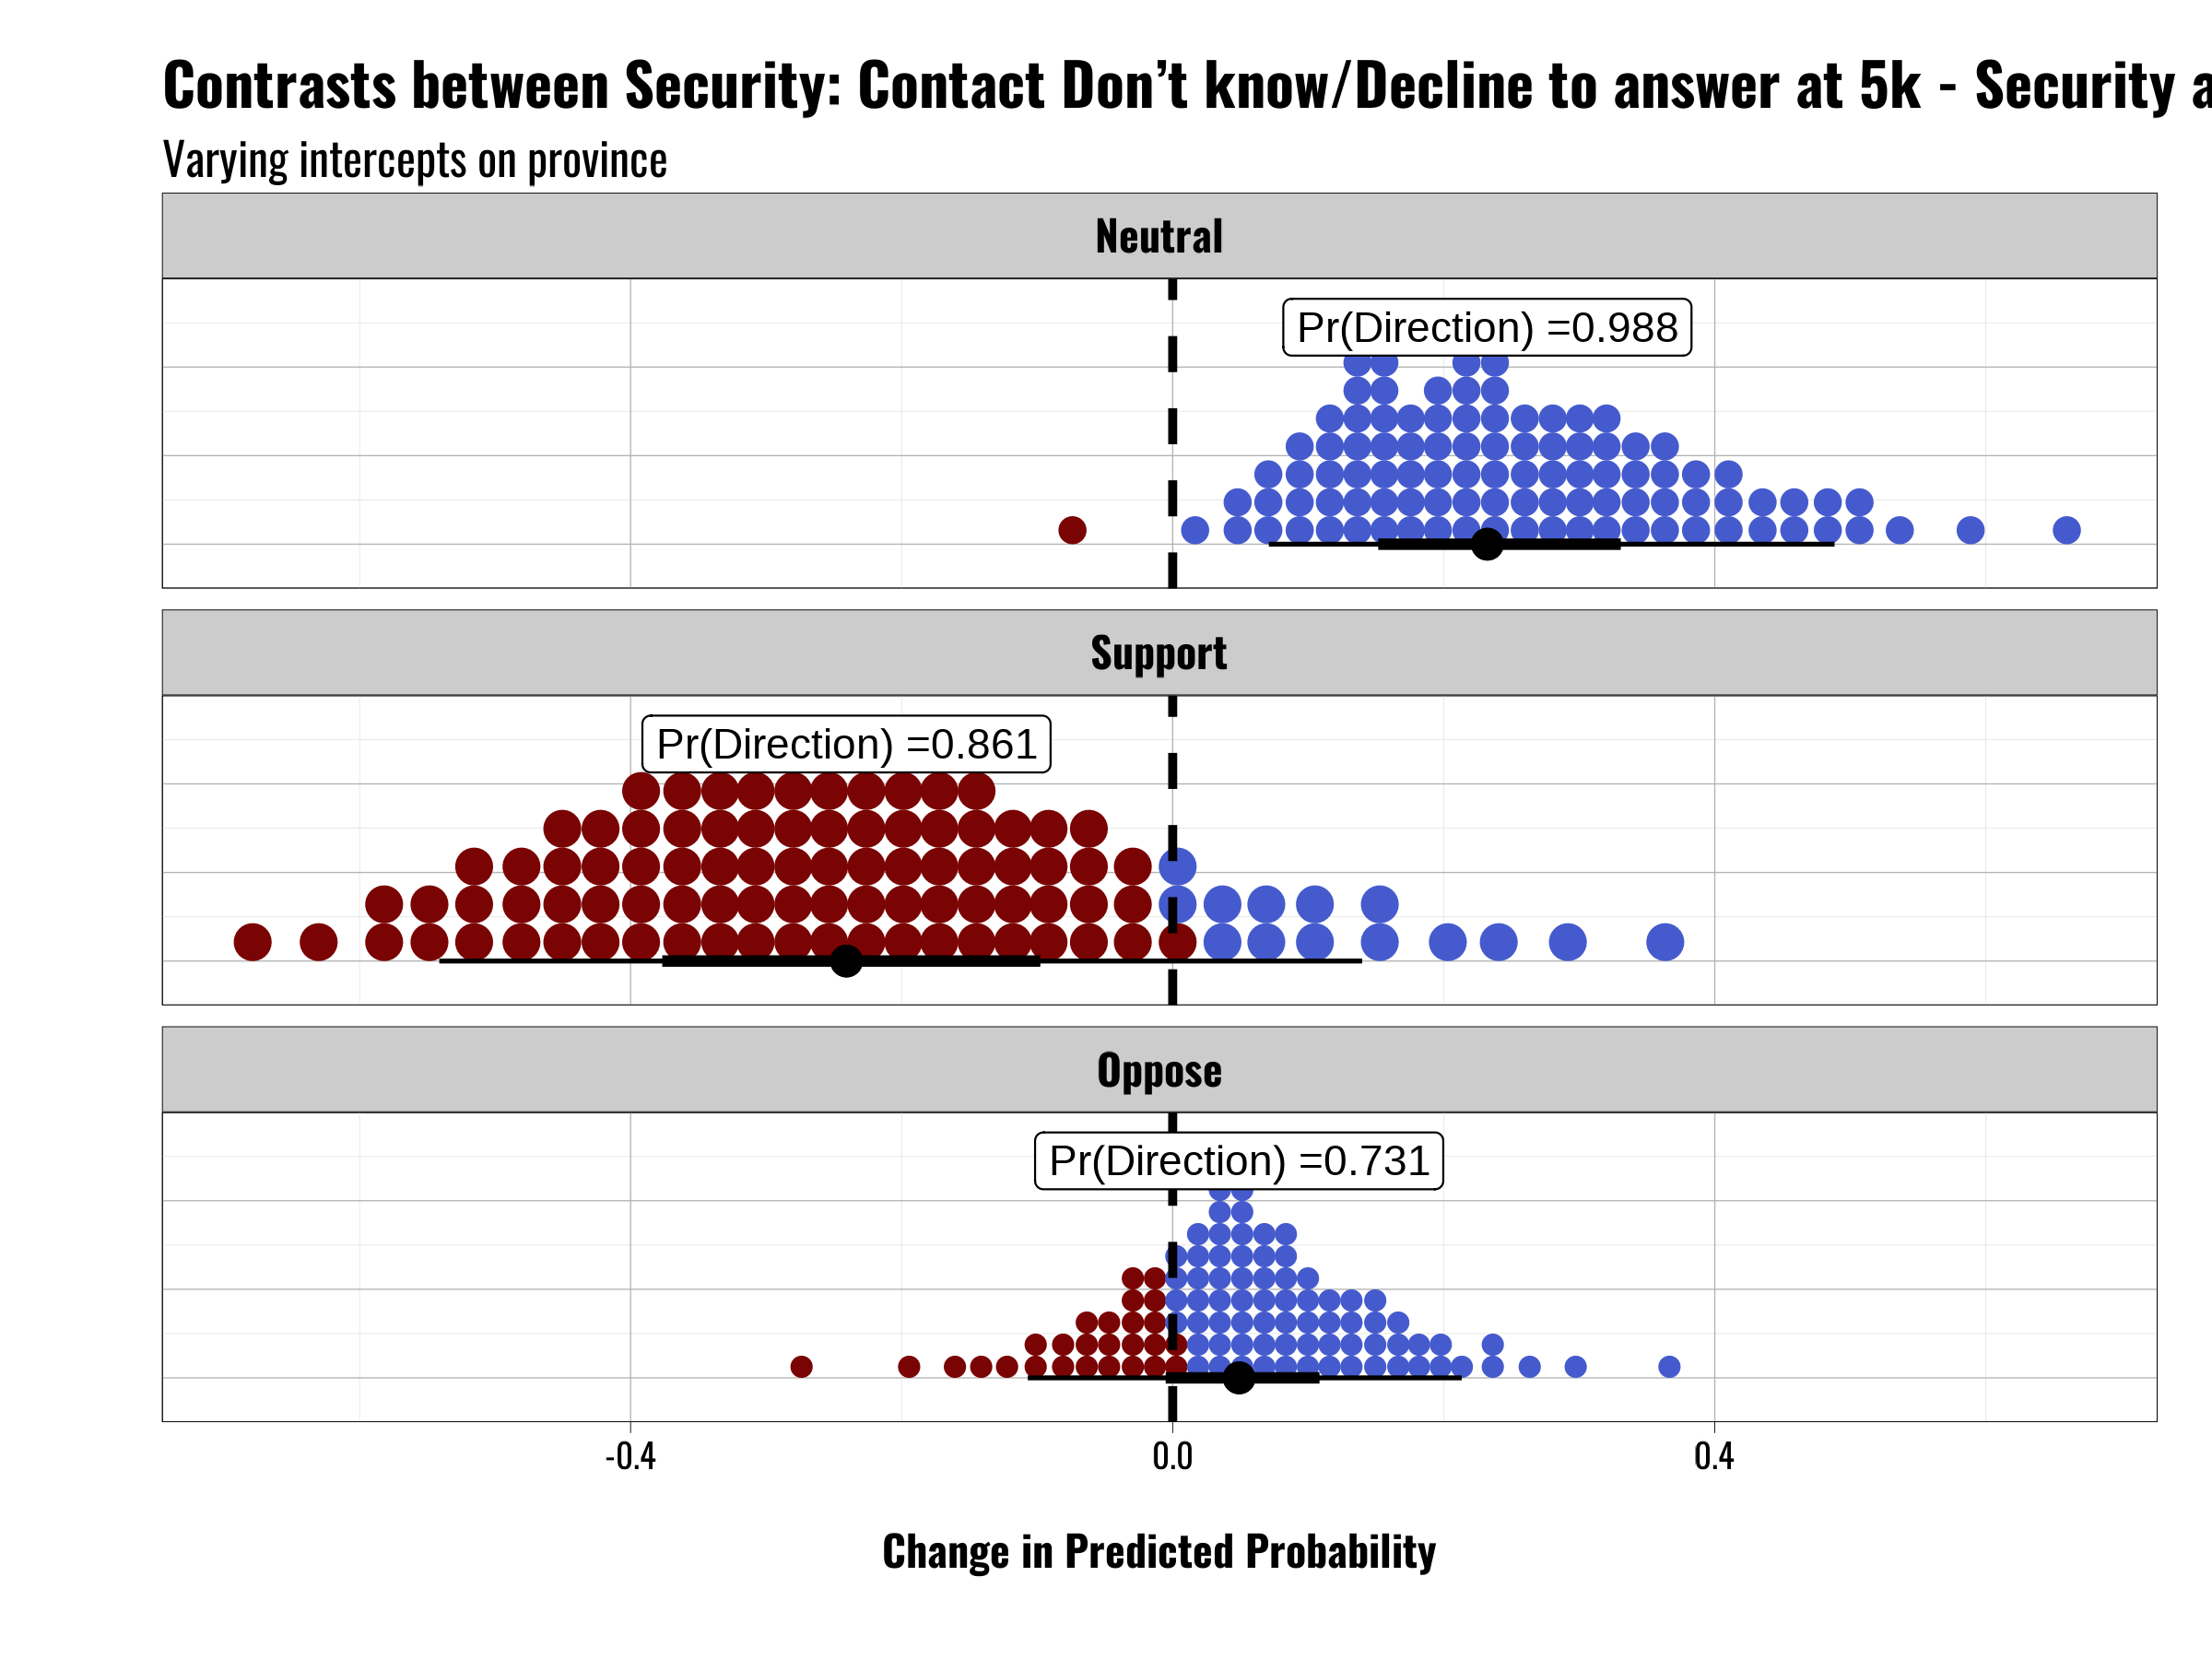 Contrasts between Security: Contact Don’t know/Decline to answer at 5k - Security
Varying intercepts on province
Neutral
Pr(Direction) =0.988
Support
Pr(Direction) =0.861
Oppose
Pr(Direction) =0.731
-0.4
0.0
0.4
Change in Predicted Probability